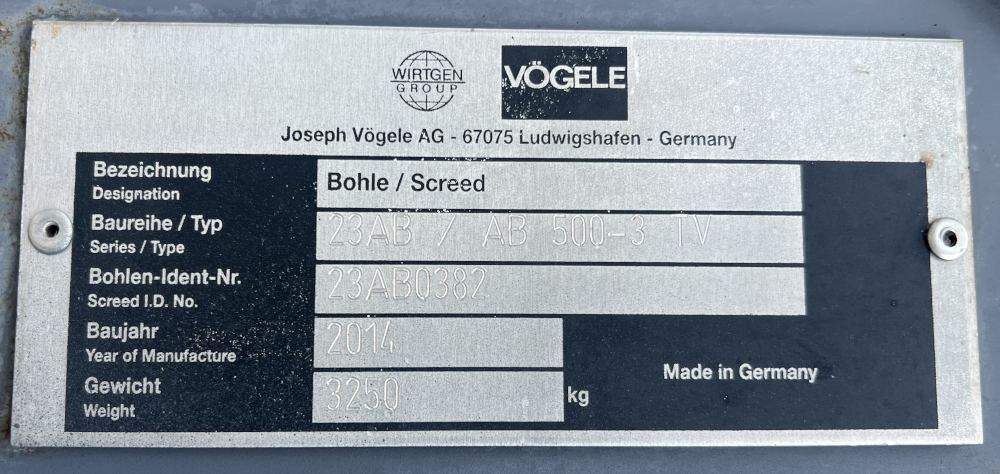 WIRTGEN
GROUP
VÖGELE
Joseph Vögele AG - 67075 Ludwigshafen - Germany
Bezeichnung
Designation
Bohle / Screed
Baureihe / Typ
Series / Type
23AB / AB 500-3 TV
Bohlen-Ident-Nr.
Screed I.D. No.
23AB0382
Baujahr
Year of Manufacture
2014
Gewicht
Weight
3250
kg
Made in Germany